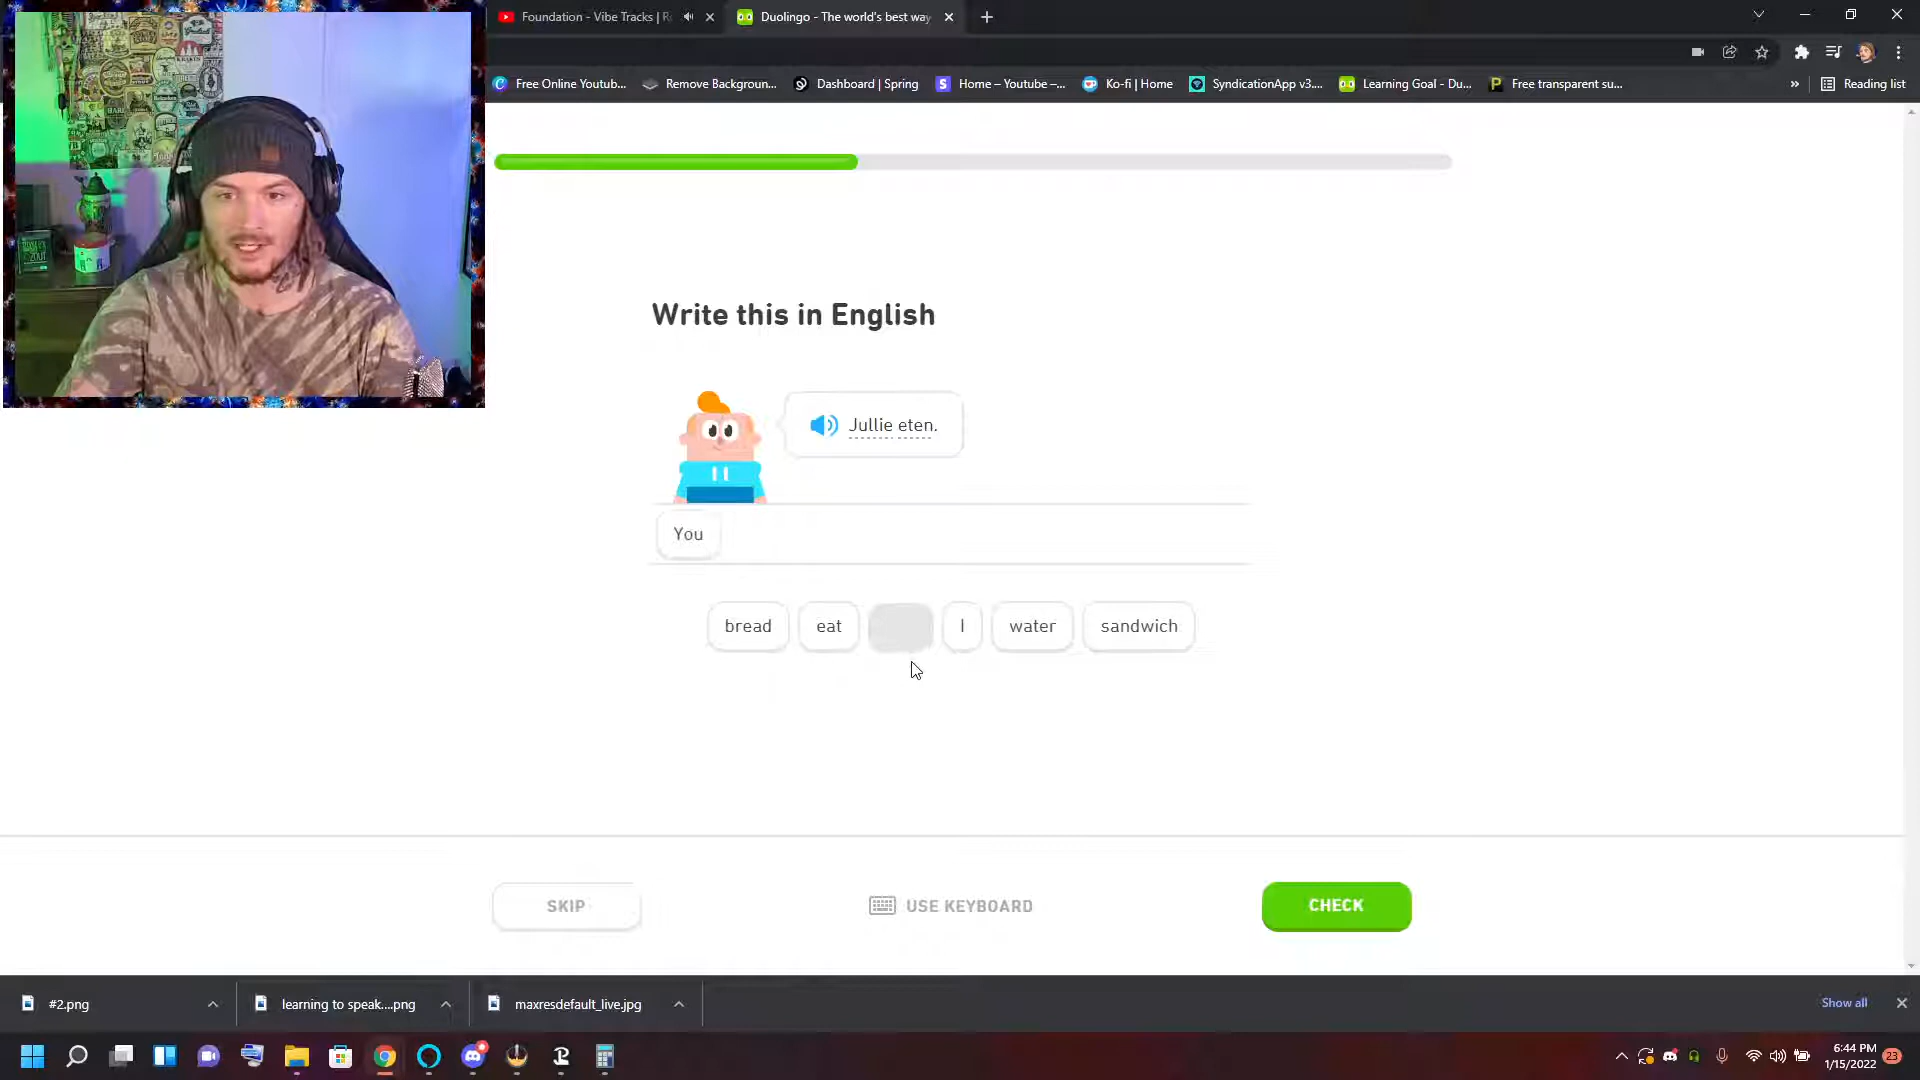 Foundation - Vibe Tracks | R
Duolingo - The world's best way
Free Online Youtub...
Remove Backgroun...
Dashboard | Spring
Home – Youtube –...
Ko-fi | Home
SyndicationApp v3....
Learning Goal - Du...
Free transparent su...
»
Reading list
Write this in English
Jullie eten.
You
bread
eat
I
water
sandwich
SKIP
USE KEYBOARD
CHECK
#2.png
learning to speak....png
maxresdefault_live.jpg
Show all
6:44 PM
1/15/2022
23